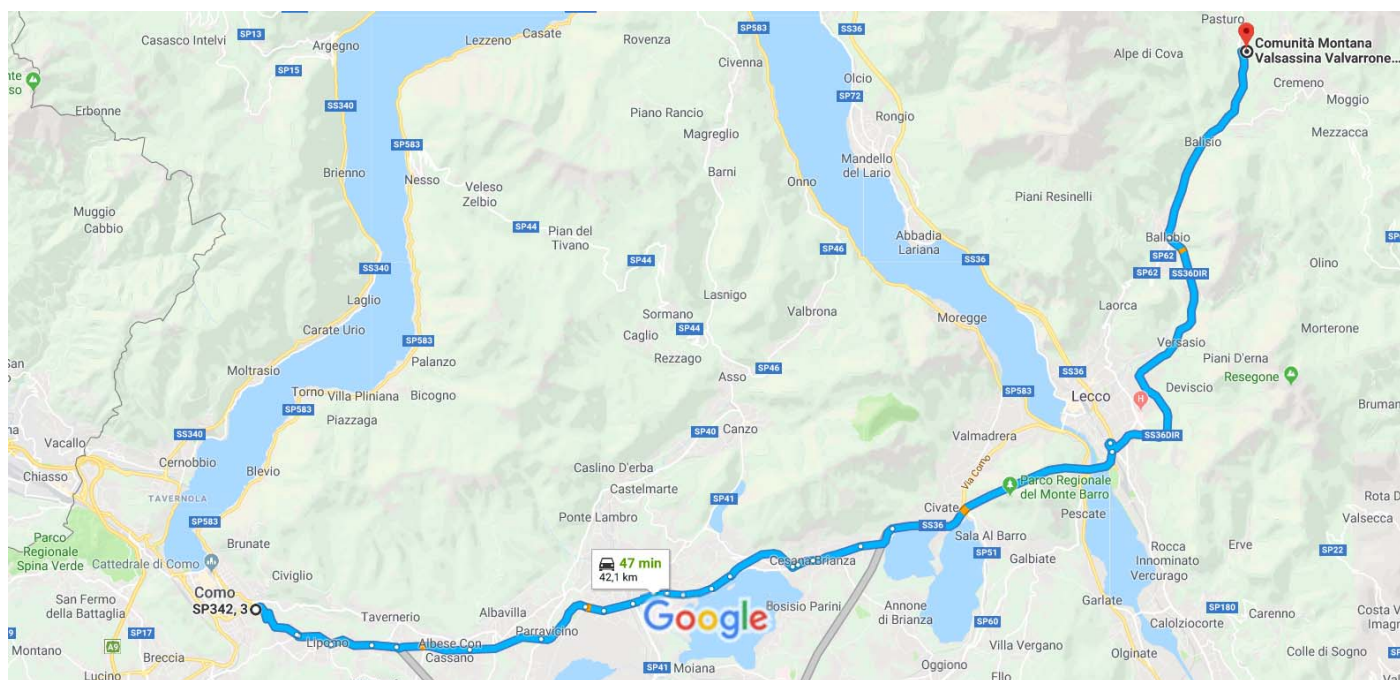 Pasturo
Casasco Intelvi
SP13
Argegno
Lezzeno
Casate
Rovenza
SP583
SS36
Comunità Montana
Valsassina Valvarrone...
Alpe di Cova
SP15
Civenna
Olcio
SP72
Cremeno
Moggio
Erbonne
SS340
Piano Rancio
Magreglio
Rongio
Mezzacca
Balisio
SP583
Brienno
Nesso
Veleso
Zelbio
Barni
Onno
Mandello
del Lario
Piani Resinelli
Muggio
Cabbio
SP44
Pian del
Tivano
SP46
Abbadia
Lariana
Ballabio
SP62
SS340
SP44
SS36
SP62
SS36DIR
Olino
Laglio
Lasnigo
Laorca
Carate Urio
Sormano
Caglio
SP44
Valbrona
Moregge
Morterone
SP583
Rezzago
Versasio
Moltrasio
Palanzo
Asso
SP46
SS36
Piani D'erna
Torno
Villa Pliniana
Bicogno
SP583
Lecco
H
Deviscio
Resegone
SP583
Piazzaga
Vacallo
SS340
SP40
Canzo
Valmadrera
SS36DIR
Chiasso
Cernobbio
Blevio
Caslino D'erba
Via Como
TAVERNOLA
Castelmarte
SP41
Parco Regionale
del Monte Barro
Parco
Regionale
Spina Verde
SP583
Brunate
Ponte Lambro
Civate
SS36
Pescate
Valsecca
Cattedrale di Como
Sala Al Barro
SP51
Galbiate
Rocca
Innominato
Vercurago
Erve
SP22
Civiglio
47 min
42,1 km
Cesana Brianza
Como
SP342, 3
San Fermo
della Battaglia
Tavernerio
Albavilla
Google
Bosisio Parini
Annone
di Brianza
Garlate
SP180
Carenno
SP17
Lipomo
Parravicino
SP60
Calolziocorte
Montano
A9
Breccia
Albese Con
Cassano
Villa Vergano
Lucino
SP41
Moiana
Oggiono
Olginate
Colle di Sogno